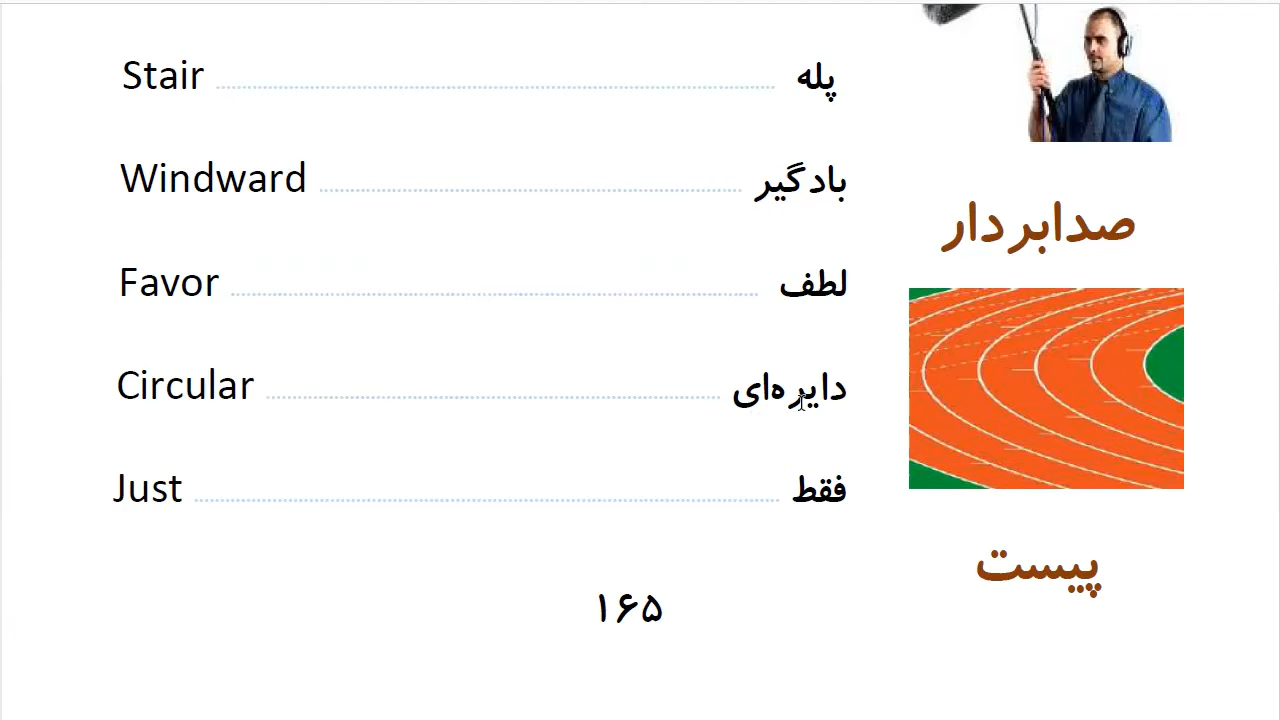 Stair پله
Windward بادگیر
Favor لطف
Circular دایره‌ای
Just فقط
صدابردار
پیست
۱۶۵